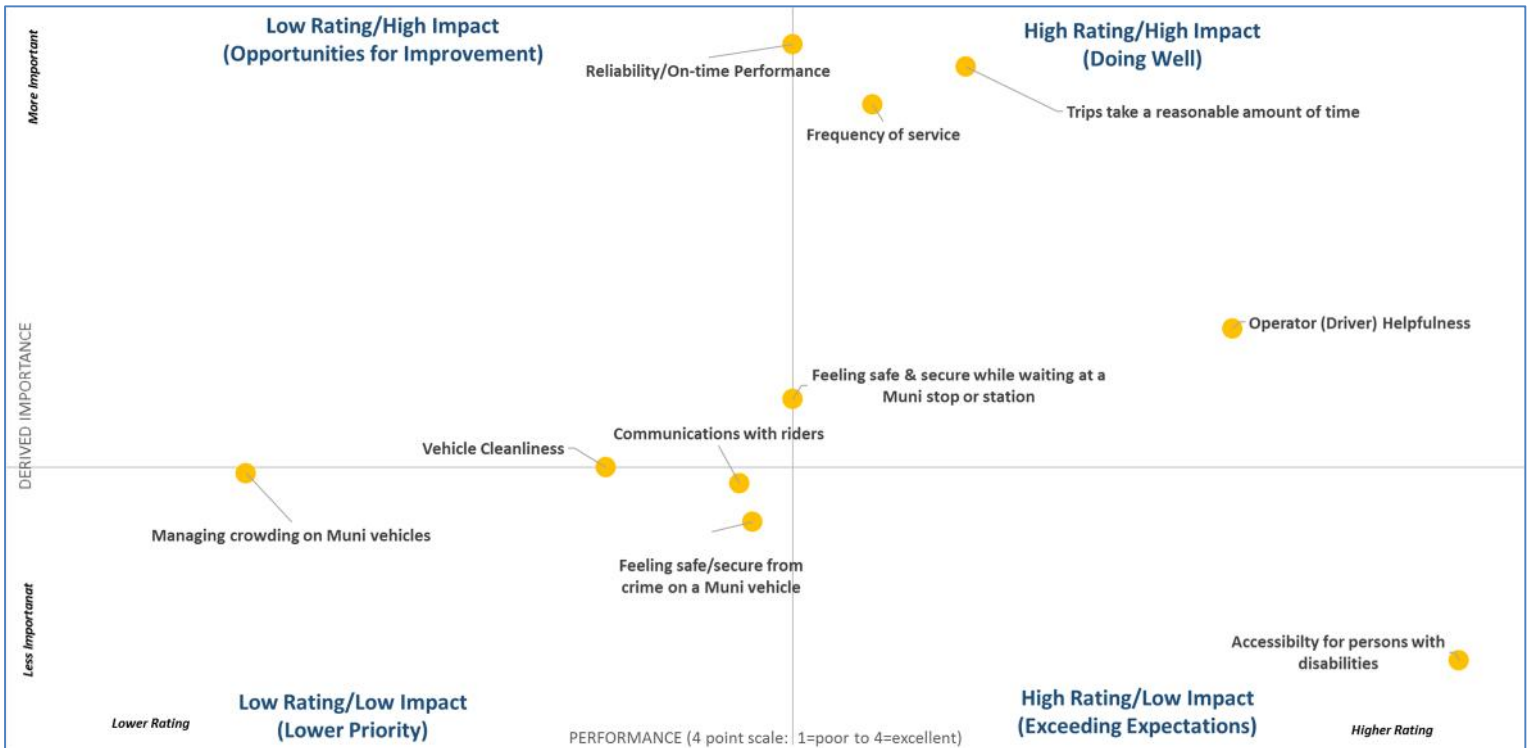 Low Rating/High Impact
(Opportunities for Improvement)
High Rating/High Impact
(Doing Well)
More Important
Reliability/On-time Performance
Trips take a reasonable amount of time
Frequency of service
Operator (Driver) Helpfulness
DERIVED IMPORTANCE
Feeling safe & secure while waiting at a
Muni stop or station
Communications with riders
Vehicle Cleanliness
Managing crowding on Muni vehicles
Feeling safe/secure from
crime on a Muni vehicle
Less Importanat
Accessibilty for persons with
disabilities
Low Rating/Low Impact
(Lower Priority)
High Rating/Low Impact
(Exceeding Expectations)
Lower Rating
PERFORMANCE (4 point scale: 1=poor to 4=excellent)
Higher Rating